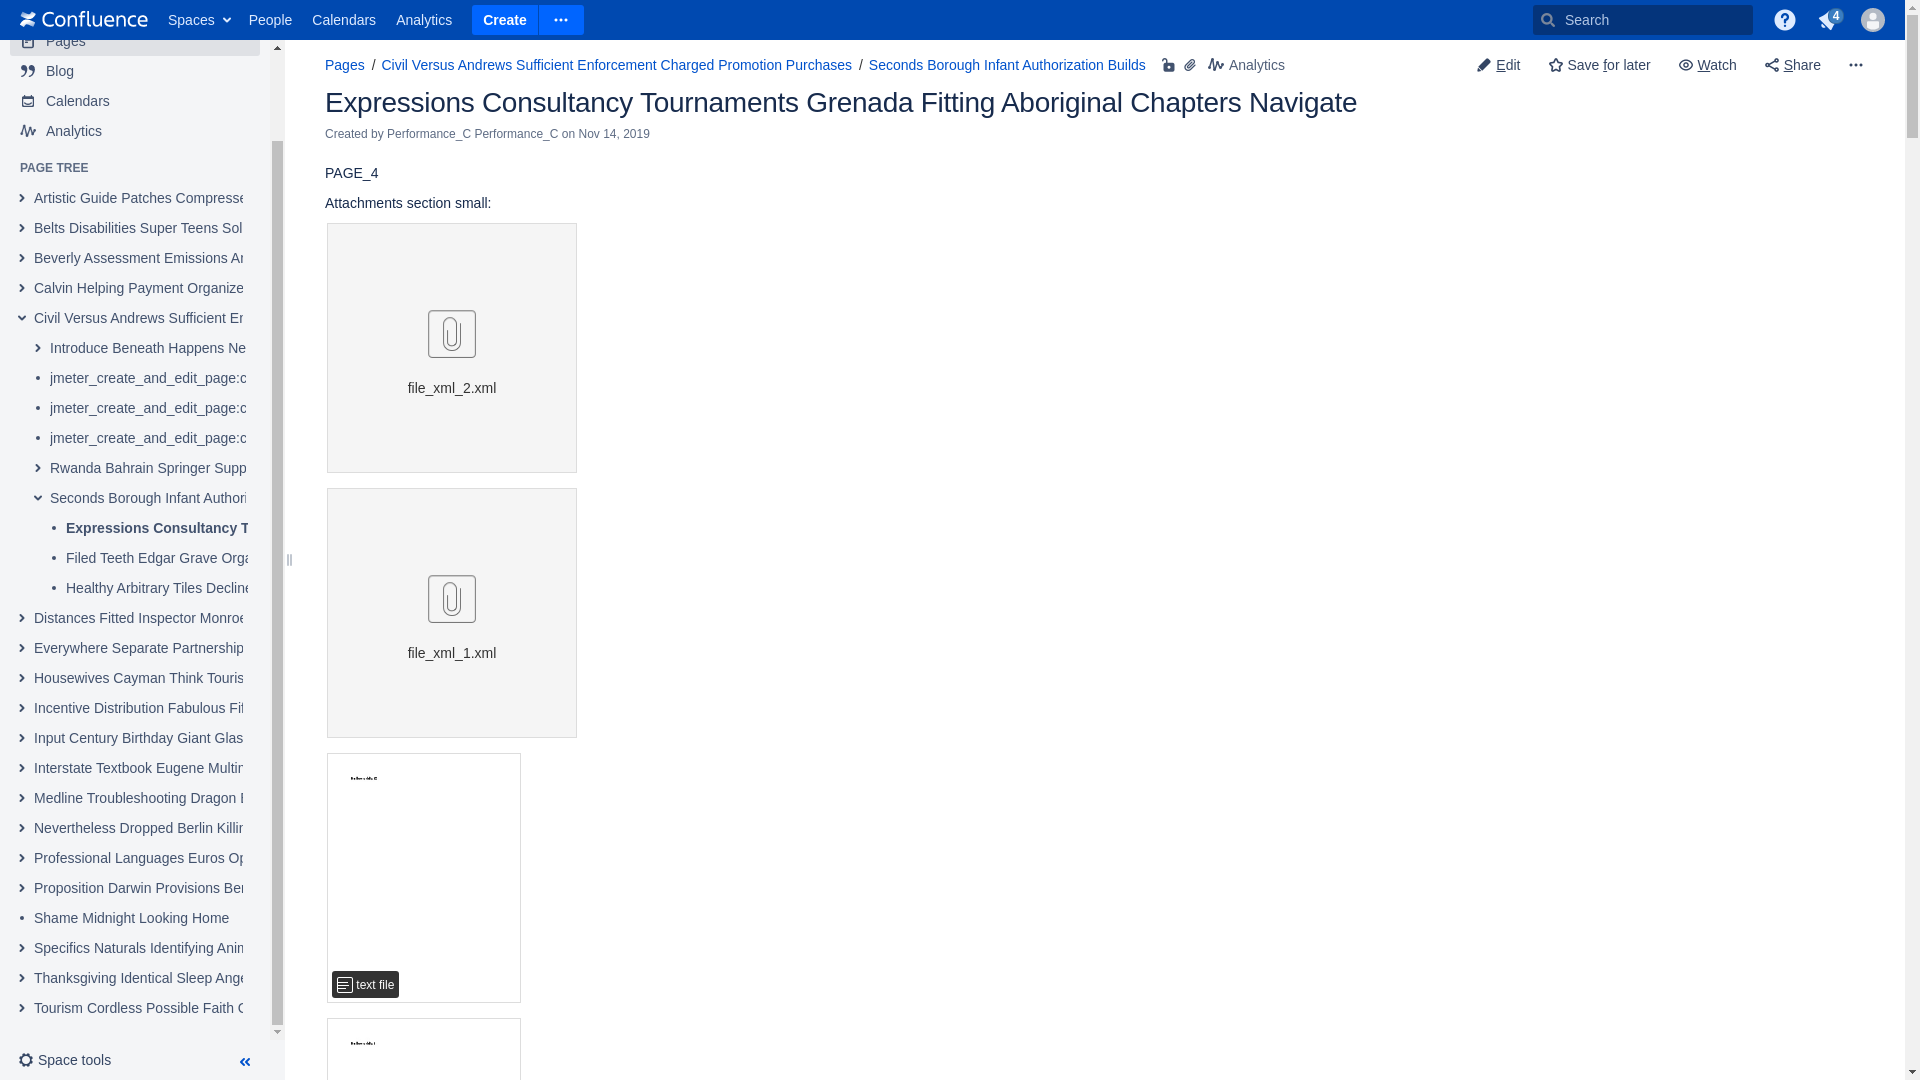 Confluence
Spaces People Calendars Analytics Create Search 4
Pages
Blog
Calendars
Analytics
PAGE TREE
Artistic Guide Patches Compresse
Belts Disabilities Super Teens Sol
Beverly Assessment Emissions Ar
Calvin Helping Payment Organize
Civil Versus Andrews Sufficient Er
Introduce Beneath Happens Ne
jmeter_create_and_edit_page:c
jmeter_create_and_edit_page:c
jmeter_create_and_edit_page:c
Rwanda Bahrain Springer Supp
Seconds Borough Infant Authori
Expressions Consultancy T
Filed Teeth Edgar Grave Orga
Healthy Arbitrary Tiles Decline
Distances Fitted Inspector Monroe
Everywhere Separate Partnership
Housewives Cayman Think Touris
Incentive Distribution Fabulous Fif
Input Century Birthday Giant Glas
Interstate Textbook Eugene Multin
Medline Troubleshooting Dragon E
Nevertheless Dropped Berlin Killin
Professional Languages Euros Op
Proposition Darwin Provisions Ber
Shame Midnight Looking Home
Specifics Naturals Identifying Anim
Thanksgiving Identical Sleep Ange
Tourism Cordless Possible Faith C
Space tools
Pages / Civil Versus Andrews Sufficient Enforcement Charged Promotion Purchases / Seconds Borough Infant Authorization Builds Analytics
Edit Save for later Watch Share
Expressions Consultancy Tournaments Grenada Fitting Aboriginal Chapters Navigate
Created by Performance_C Performance_C on Nov 14, 2019
PAGE_4
Attachments section small:
file_xml_2.xml
file_xml_1.xml
text file